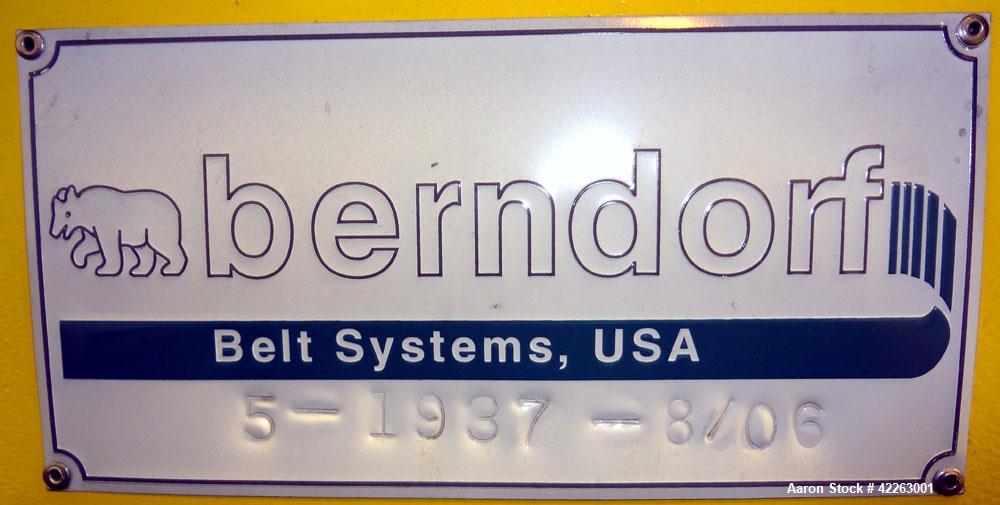 berndorf
Belt Systems, USA
5-1937-8/06
Aaron Stock # 42263001